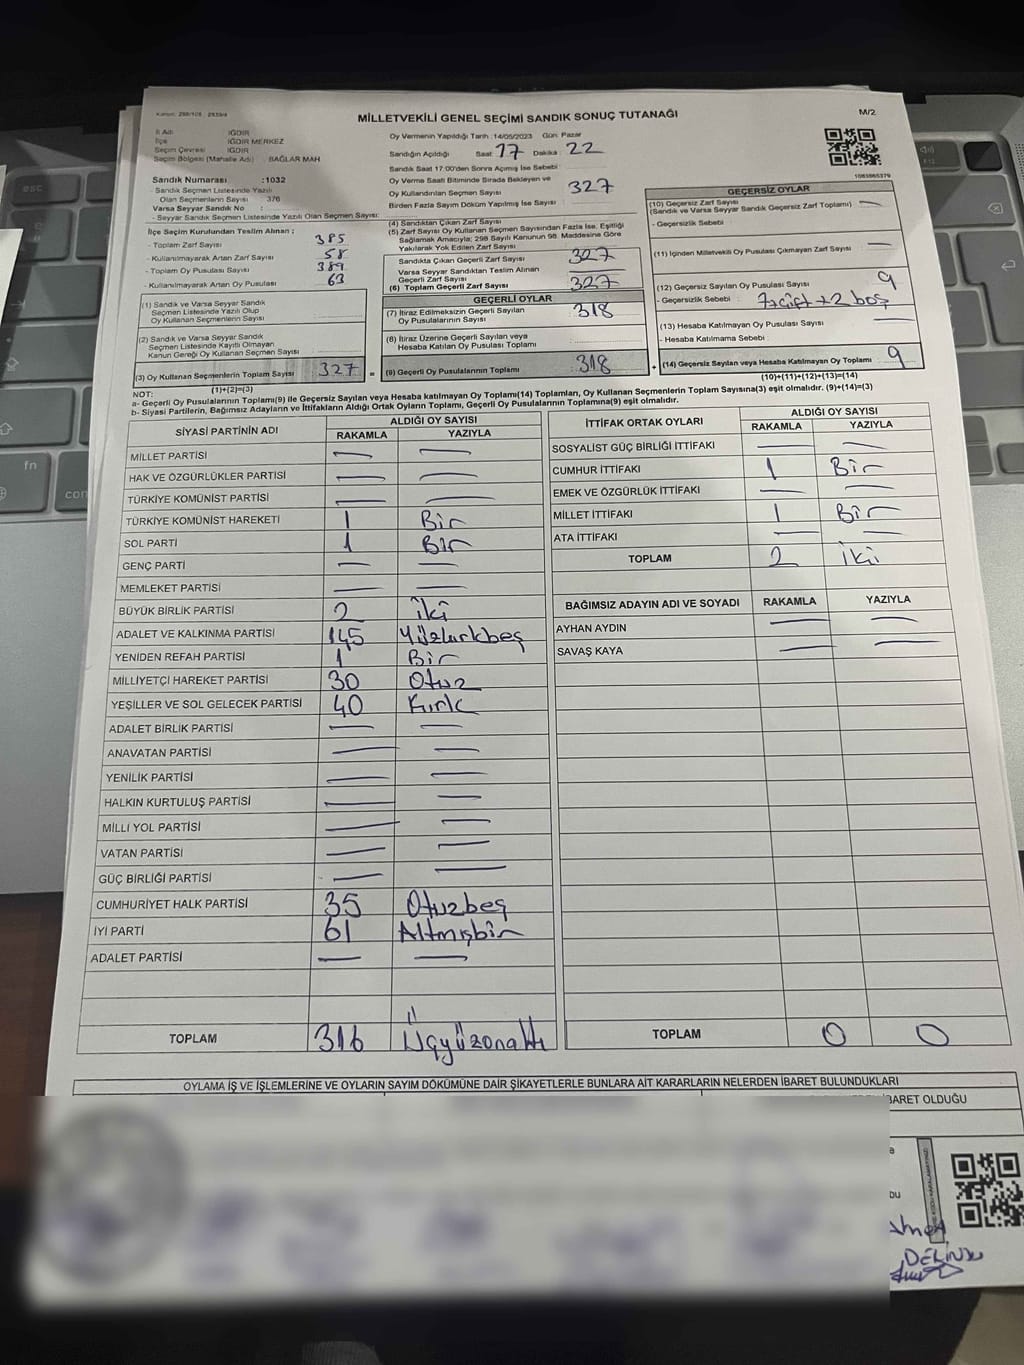 MİLLETVEKİLİ GENEL SEÇİMİ SANDIK SONUÇ TUTANAĞI
M/2
İl Adı IĞDIR
İlçe IĞDIR MERKEZ
Seçim Çevresi IĞDIR
Seçim Bölgesi (Mahalle Adı) BAĞLAR MAH
Sandık Numarası :1032
- Sandık Seçmen Listesinde Yazılı
Olan Seçmenlerin Sayısı 376
Varsa Seyyar Sandık No :
- Seyyar Sandık Seçmen Listesinde Yazılı Olan Seçmen Sayısı:
İlçe Seçim Kurulundan Teslim Alınan ;
- Toplam Zarf Sayısı 385
- Kullanılmayarak Artan Zarf Sayısı 58
- Toplam Oy Pusulası Sayısı 389
- Kullanılmayarak Artan Oy Pusulası 63
(1) Sandık ve Varsa Seyyar Sandık
Seçmen Listesinde Yazılı Olup
Oy Kullanan Seçmenlerin Sayısı
(2) Sandık ve Varsa Seyyar Sandık
Seçmen Listesinde Kayıtlı Olmayan
Kanun Gereği Oy Kullanan Seçmen Sayısı
(3) Oy Kullanan Seçmenlerin Toplam Sayısı 327
(1)+(2)=(3)
Oy Vermenin Yapıldığı Tarih :14/05/2023 Gün: Pazar
Sandığın Açıldığı Saat 17 Dakika 22
Sandık Saat 17:00'den Sonra Açılmış İse Sebebi :
Oy Verme Saati Bitiminde Sırada Bekleyen ve
Oy Kullandırılan Seçmen Sayısı 327
Birden Fazla Sayım Döküm Yapılmış İse Sayısı :
(4) Sandıktan Çıkan Zarf Sayısı
(5) Zarf Sayısı Oy Kullanan Seçmen Sayısından Fazla İse, Eşitliği
Sağlamak Amacıyla; 298 Sayılı Kanunun 98. Maddesine Göre
Yakılarak Yok Edilen Zarf Sayısı
Sandıkta Çıkan Geçerli Zarf Sayısı 327
Varsa Seyyar Sandıktan Teslim Alınan
Geçerli Zarf Sayısı
(6) Toplam Geçerli Zarf Sayısı 327
GEÇERLİ OYLAR
(7) İtiraz Edilmeksizin Geçerli Sayılan
Oy Pusulalarının Sayısı 318
(8) İtiraz Üzerine Geçerli Sayılan veya
Hesaba Katılan Oy Pusulası Toplamı
= (9) Geçerli Oy Pusulalarının Toplamı 318
1083865379
GEÇERSİZ OYLAR
(10) Geçersiz Zarf Sayısı —
(Sandık ve Varsa Seyyar Sandık Geçersiz Zarf Toplamı)
- Geçersizlik Sebebi :
(11) İçinden Milletvekili Oy Pusulası Çıkmayan Zarf Sayısı —
(12) Geçersiz Sayılan Oy Pusulası Sayısı 9
- Geçersizlik Sebebi : 7 çift + 2 boş
(13) Hesaba Katılmayan Oy Pusulası Sayısı —
- Hesaba Katılmama Sebebi :
+ (14) Geçersiz Sayılan veya Hesaba Katılmayan Oy Toplamı 9
(10)+(11)+(12)+(13)=(14)
NOT:
a- Geçerli Oy Pusulalarının Toplamı(9) ile Geçersiz Sayılan veya Hesaba katılmayan Oy Toplamı(14) Toplamları, Oy Kullanan Seçmenlerin Toplam Sayısına(3) eşit olmalıdır. (9)+(14)=(3)
b- Siyasi Partilerin, Bağımsız Adayların ve İttifakların Aldığı Ortak Oyların Toplamı, Geçerli Oy Pusulalarının Toplamına(9) eşit olmalıdır.
SİYASİ PARTİNİN ADI ALDIĞI OY SAYISI
RAKAMLA YAZIYLA
MİLLET PARTİSİ — —
HAK VE ÖZGÜRLÜKLER PARTİSİ — —
TÜRKİYE KOMÜNİST PARTİSİ — —
TÜRKİYE KOMÜNİST HAREKETİ 1 Bir
SOL PARTİ 1 Bir
GENÇ PARTİ — —
MEMLEKET PARTİSİ — —
BÜYÜK BİRLİK PARTİSİ 2 İki
ADALET VE KALKINMA PARTİSİ 145 Yüzkırkbeş
YENİDEN REFAH PARTİSİ 1 Bir
MİLLİYETÇİ HAREKET PARTİSİ 30 Otuz
YEŞİLLER VE SOL GELECEK PARTİSİ 40 Kırk
ADALET BİRLİK PARTİSİ — —
ANAVATAN PARTİSİ — —
YENİLİK PARTİSİ — —
HALKIN KURTULUŞ PARTİSİ — —
MİLLİ YOL PARTİSİ — —
VATAN PARTİSİ — —
GÜÇ BİRLİĞİ PARTİSİ — —
CUMHURİYET HALK PARTİSİ 35 Otuzbeş
İYİ PARTİ 61 Altmışbir
ADALET PARTİSİ — —
TOPLAM 316 Üçyüzonaltı
İTTİFAK ORTAK OYLARI ALDIĞI OY SAYISI
RAKAMLA YAZIYLA
SOSYALİST GÜÇ BİRLİĞİ İTTİFAKI — —
CUMHUR İTTİFAKI 1 Bir
EMEK VE ÖZGÜRLÜK İTTİFAKI — —
MİLLET İTTİFAKI 1 Bir
ATA İTTİFAKI — —
TOPLAM 2 İki
BAĞIMSIZ ADAYIN ADI VE SOYADI RAKAMLA YAZIYLA
AYHAN AYDIN — —
SAVAŞ KAYA — —
TOPLAM 0 0
OYLAMA İŞ VE İŞLEMLERİNE VE OYLARIN SAYIM DÖKÜMÜNE DAİR ŞİKAYETLERLE BUNLARA AİT KARARLARIN NELERDEN İBARET BULUNDUKLARI
BARET OLDUĞU
esc
fn
F12